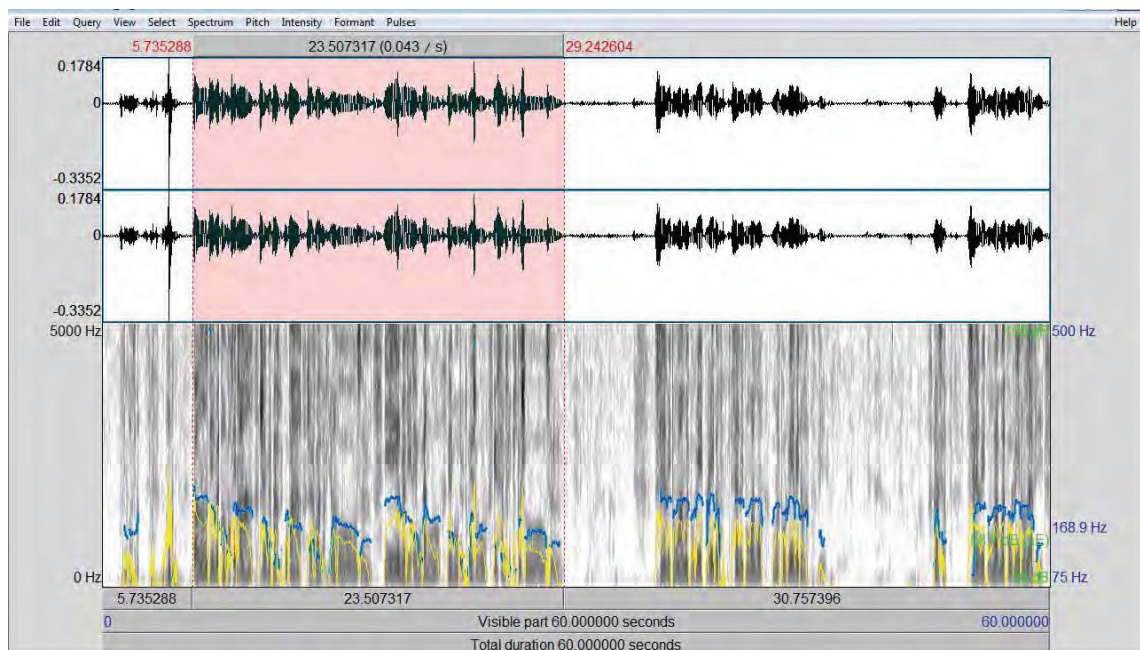 File Edit Query View Select Spectrum Pitch Intensity Formant Pulses Help
5.735288 23.507317 (0.043 / s) 29.242604
0.1784
0
-0.3352
0.1784
0
-0.3352
5000 Hz 500 Hz
168.9 Hz
0 Hz 75 Hz
5.735288 23.507317 30.757396
0 Visible part 60.000000 seconds 60.000000
Total duration 60.000000 seconds